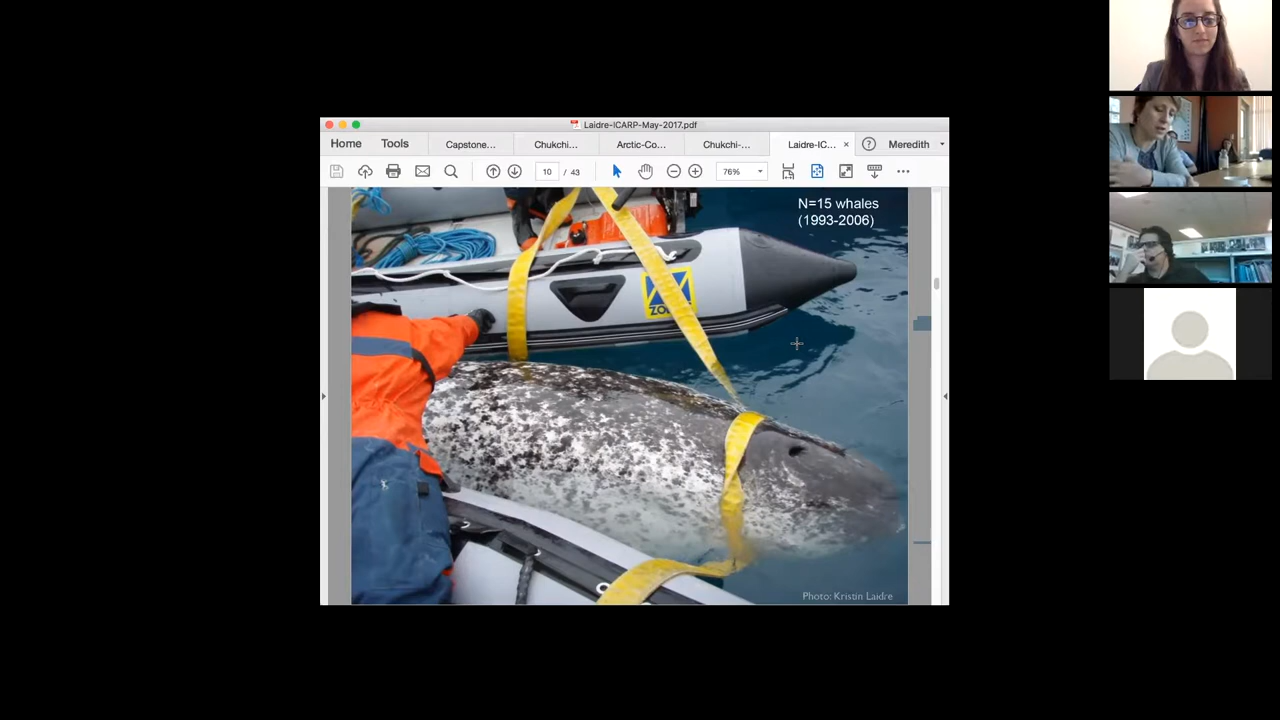 Laidre-ICARP-May-2017.pdf
Home
Tools
Capstone...
Chukchi...
Arctic-Co...
Chukchi-...
Laidre-IC...
×
?
Meredith
10 / 43
76%
N=15 whales
(1993-2006)
Photo: Kristin Laidre